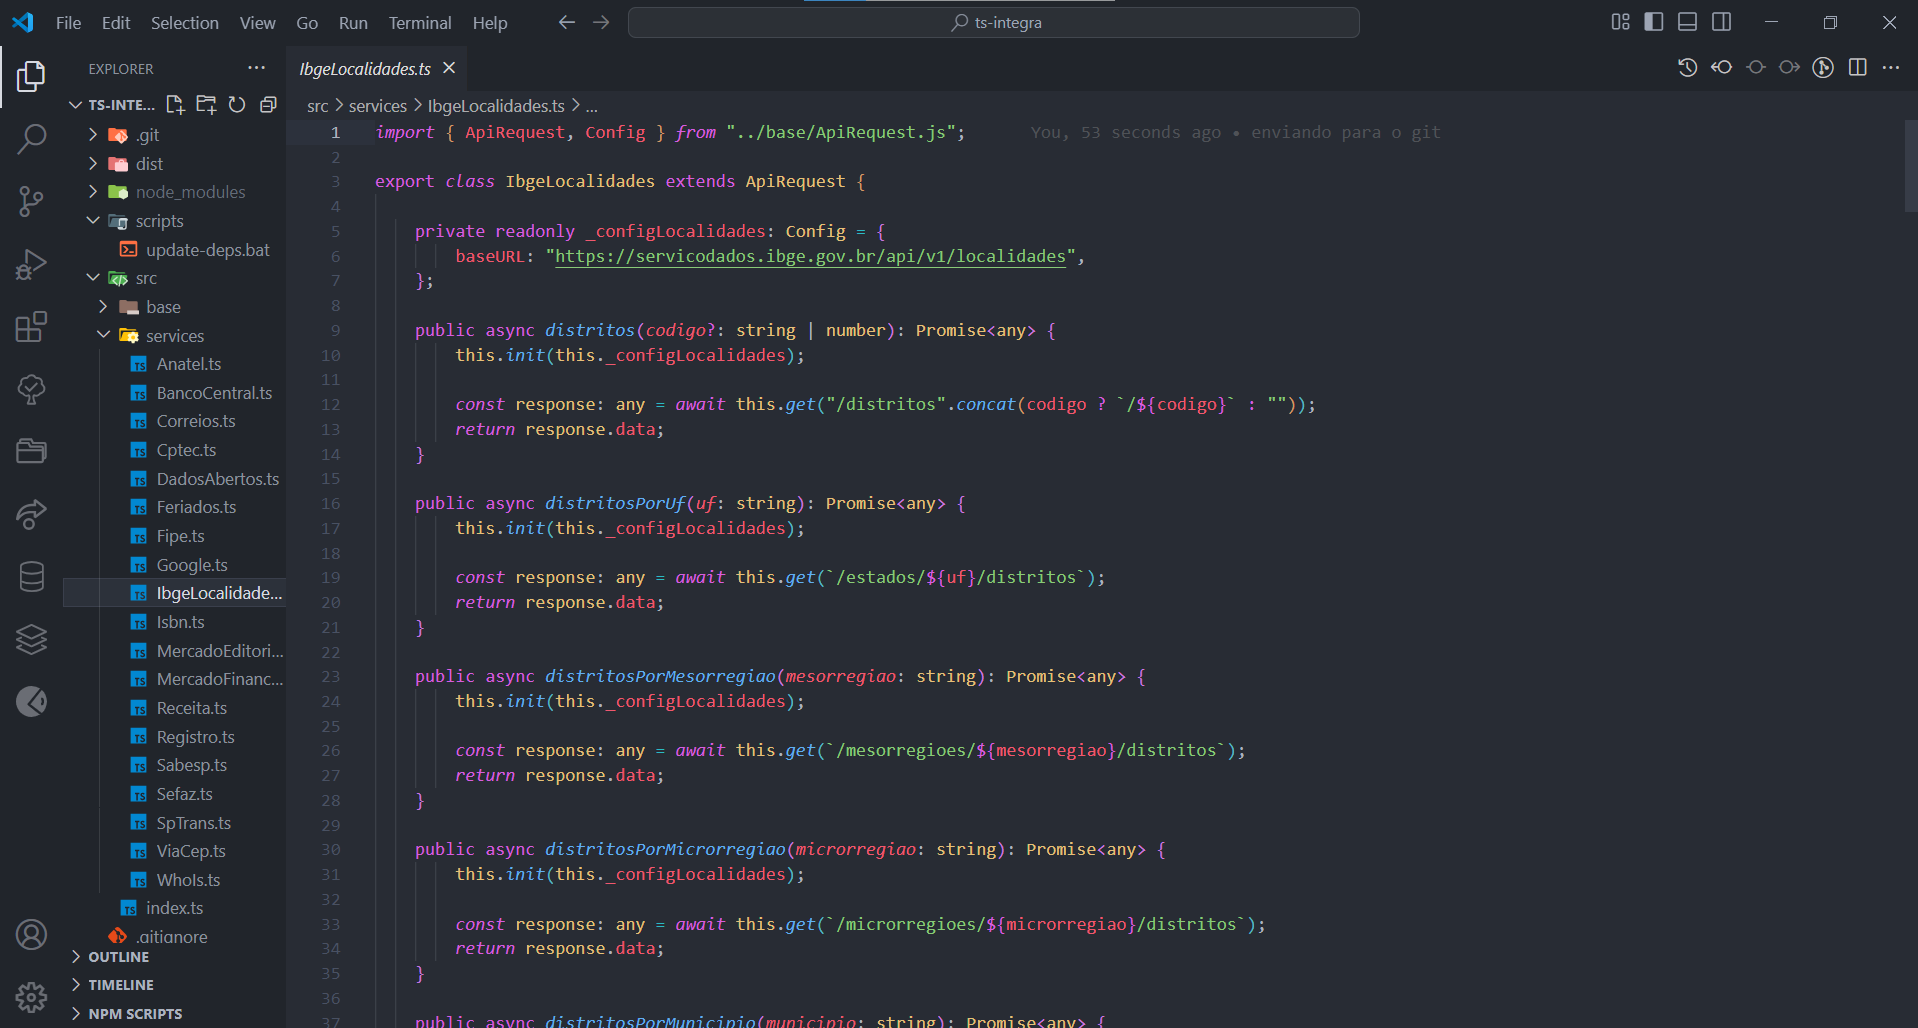 File Edit Selection View Go Run Terminal Help
ts-integra
EXPLORER
TS-INTE...
.git
dist
node_modules
scripts
update-deps.bat
src
base
services
Anatel.ts
BancoCentral.ts
Correios.ts
Cptec.ts
DadosAbertos.ts
Feriados.ts
Fipe.ts
Google.ts
IbgeLocalidade...
Isbn.ts
MercadoEditori...
MercadoFinanc...
Receita.ts
Registro.ts
Sabesp.ts
Sefaz.ts
SpTrans.ts
ViaCep.ts
WhoIs.ts
index.ts
.gitignore
OUTLINE
TIMELINE
NPM SCRIPTS
IbgeLocalidades.ts
src > services > IbgeLocalidades.ts > ...
1 import { ApiRequest, Config } from "../base/ApiRequest.js"; You, 53 seconds ago • enviando para o git
2
3 export class IbgeLocalidades extends ApiRequest {
4
5 private readonly _configLocalidades: Config = {
6 baseURL: "https://servicodados.ibge.gov.br/api/v1/localidades",
7 };
8
9 public async distritos(codigo?: string | number): Promise<any> {
10 this.init(this._configLocalidades);
11
12 const response: any = await this.get("/distritos".concat(codigo ? `/${codigo}` : ""));
13 return response.data;
14 }
15
16 public async distritosPorUf(uf: string): Promise<any> {
17 this.init(this._configLocalidades);
18
19 const response: any = await this.get(`/estados/${uf}/distritos`);
20 return response.data;
21 }
22
23 public async distritosPorMesorregiao(mesorregiao: string): Promise<any> {
24 this.init(this._configLocalidades);
25
26 const response: any = await this.get(`/mesorregioes/${mesorregiao}/distritos`);
27 return response.data;
28 }
29
30 public async distritosPorMicrorregiao(microrregiao: string): Promise<any> {
31 this.init(this._configLocalidades);
32
33 const response: any = await this.get(`/microrregioes/${microrregiao}/distritos`);
34 return response.data;
35 }
36
37 public async distritosPorMunicipio(municipio: string): Promise<any> {